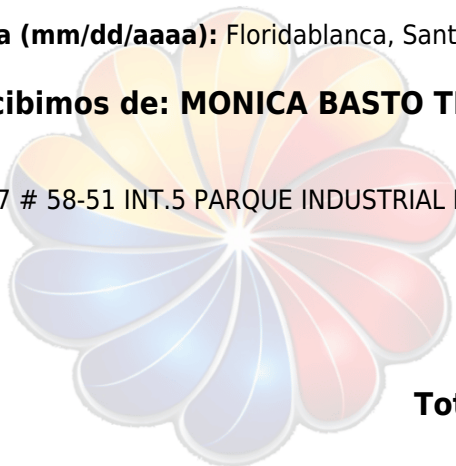 a (mm/dd/aaaa): Floridablanca, Sant
cibimos de: MONICA BASTO T
7 # 58-51 INT.5 PARQUE INDUSTRIAL
Tot